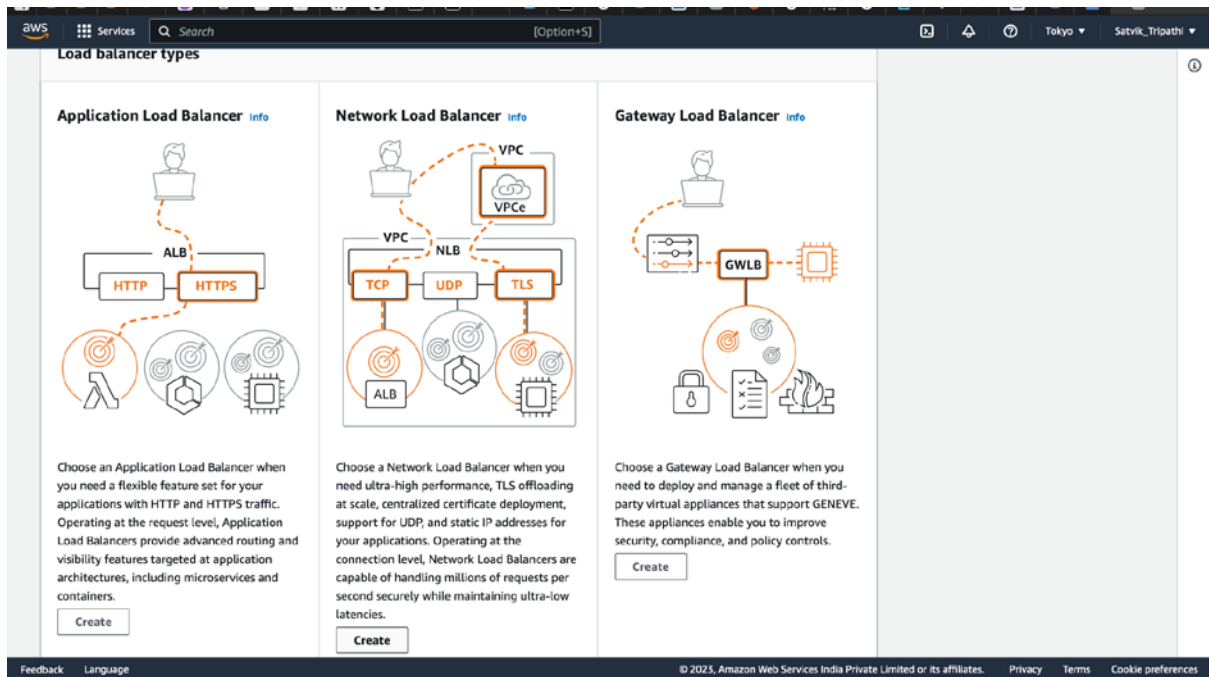 aws
Services
Search
[Option+S]
Tokyo ▼
Satvik_Tripathi ▼
Load balancer types
Application Load Balancer Info
ALB
HTTP
HTTPS
Choose an Application Load Balancer when
you need a flexible feature set for your
applications with HTTP and HTTPS traffic.
Operating at the request level, Application
Load Balancers provide advanced routing and
visibility features targeted at application
architectures, including microservices and
containers.
Create
Network Load Balancer Info
VPC
VPCe
VPC
NLB
TCP
UDP
TLS
ALB
Choose a Network Load Balancer when you
need ultra-high performance, TLS offloading
at scale, centralized certificate deployment,
support for UDP, and static IP addresses for
your applications. Operating at the
connection level, Network Load Balancers are
capable of handling millions of requests per
second securely while maintaining ultra-low
latencies.
Create
Gateway Load Balancer Info
GWLB
Choose a Gateway Load Balancer when you
need to deploy and manage a fleet of third-
party virtual appliances that support GENEVE.
These appliances enable you to improve
security, compliance, and policy controls.
Create
Feedback
Language
© 2023, Amazon Web Services India Private Limited or its affiliates.
Privacy
Terms
Cookie preferences